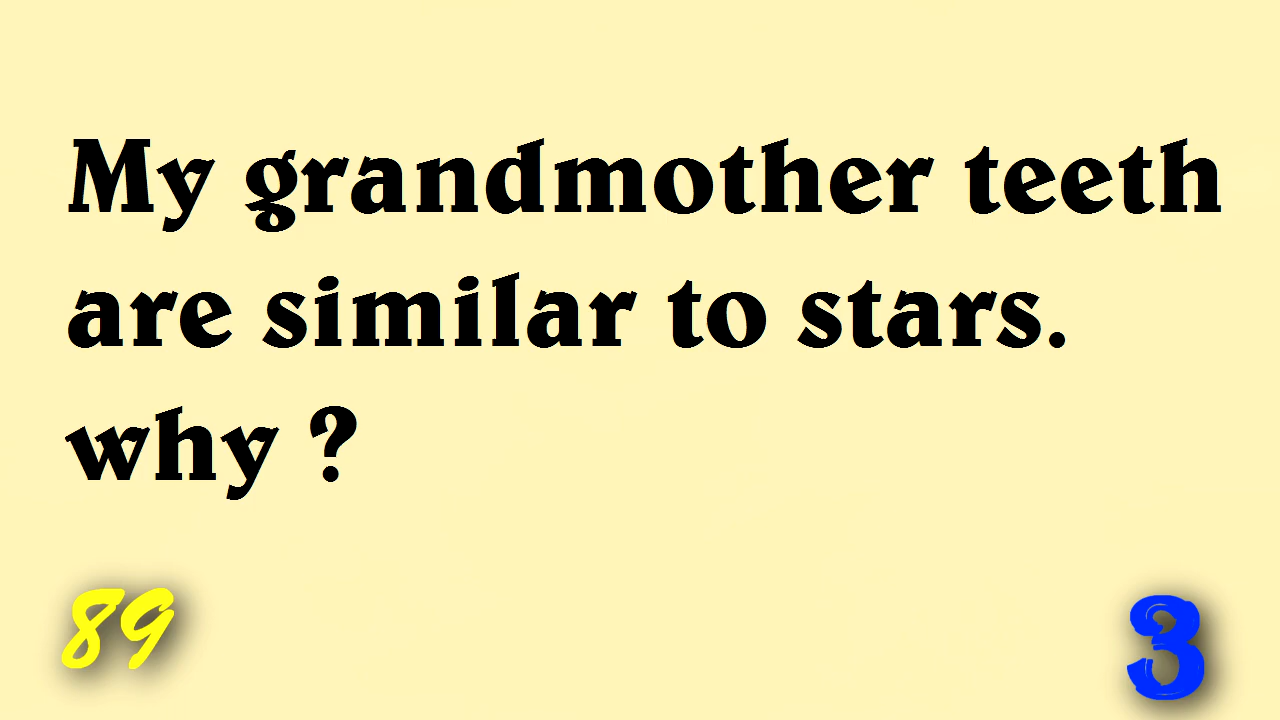 My grandmother teeth
are similar to stars.
why ?
89
3